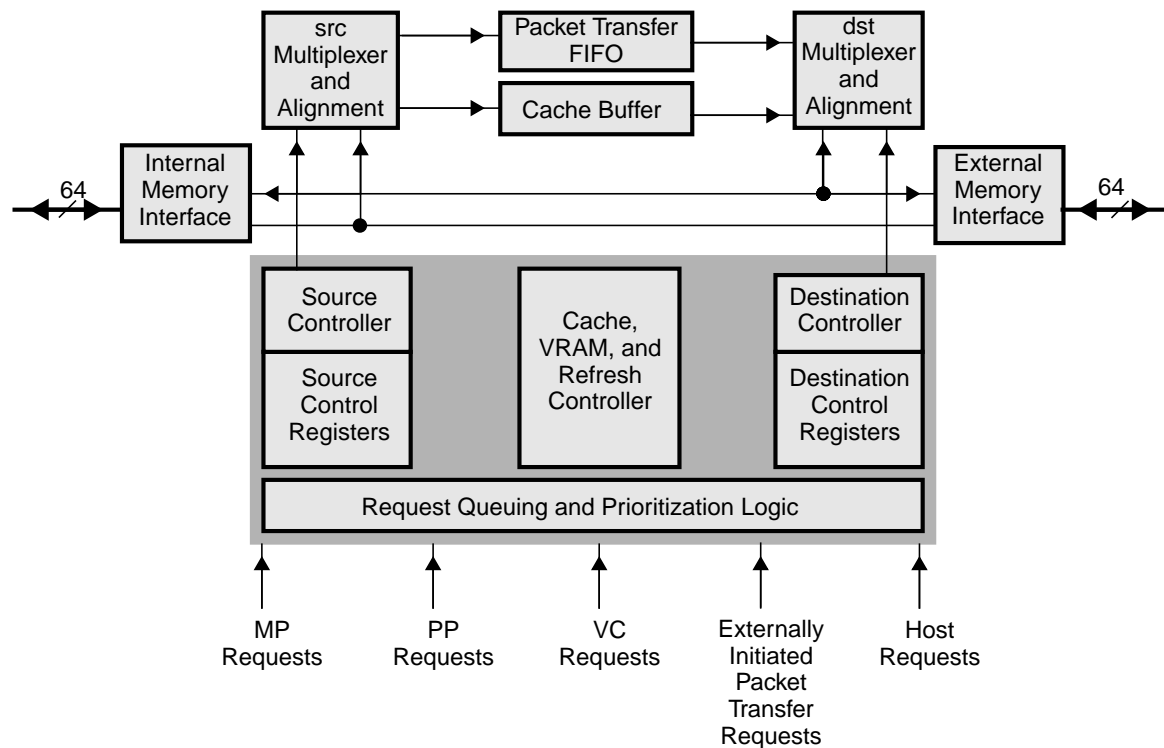 src
Multiplexer
and
Alignment
Packet Transfer
FIFO
Cache Buffer
dst
Multiplexer
and
Alignment
64
Internal
Memory
Interface
External
Memory
Interface
64
Source
Controller
Source
Control
Registers
Cache,
VRAM, and
Refresh
Controller
Destination
Controller
Destination
Control
Registers
Request Queuing and Prioritization Logic
MP
Requests
PP
Requests
VC
Requests
Externally
Initiated
Packet
Transfer
Requests
Host
Requests